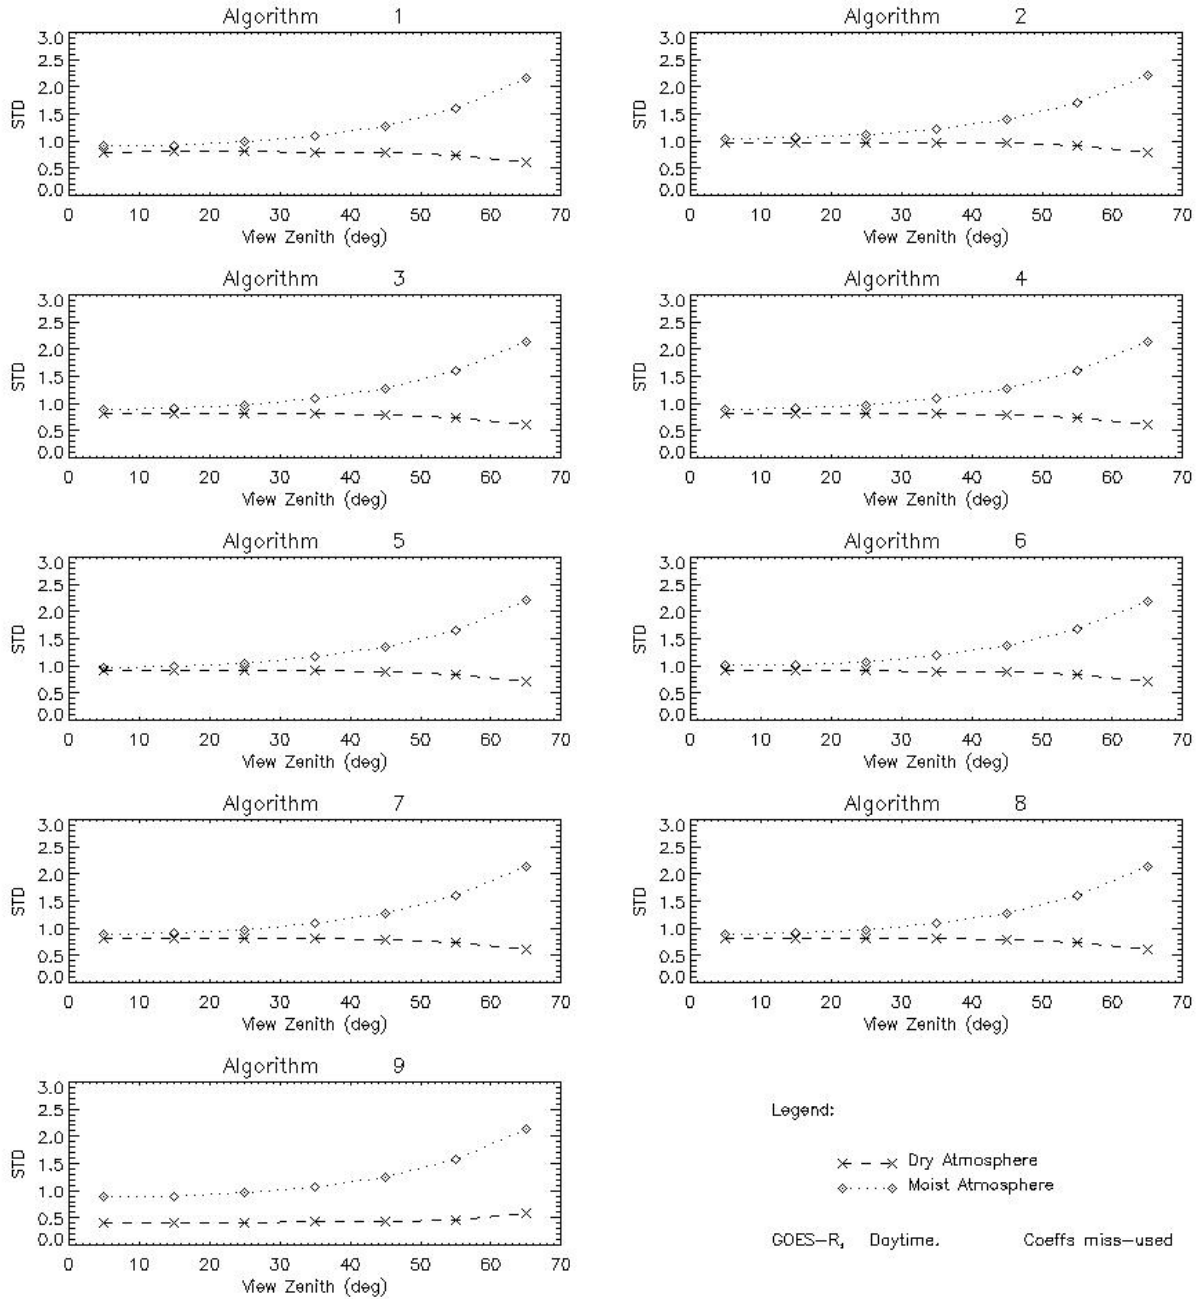 Algorithm 1
3.0
2.5
2.0
1.5
1.0
0.5
0.0
STD
0 10 20 30 40 50 60 70
View Zenith (deg)
Algorithm 2
3.0
2.5
2.0
1.5
1.0
0.5
0.0
STD
0 10 20 30 40 50 60 70
View Zenith (deg)
Algorithm 3
3.0
2.5
2.0
1.5
1.0
0.5
0.0
STD
0 10 20 30 40 50 60 70
View Zenith (deg)
Algorithm 4
3.0
2.5
2.0
1.5
1.0
0.5
0.0
STD
0 10 20 30 40 50 60 70
View Zenith (deg)
Algorithm 5
3.0
2.5
2.0
1.5
1.0
0.5
0.0
STD
0 10 20 30 40 50 60 70
View Zenith (deg)
Algorithm 6
3.0
2.5
2.0
1.5
1.0
0.5
0.0
STD
0 10 20 30 40 50 60 70
View Zenith (deg)
Algorithm 7
3.0
2.5
2.0
1.5
1.0
0.5
0.0
STD
0 10 20 30 40 50 60 70
View Zenith (deg)
Algorithm 8
3.0
2.5
2.0
1.5
1.0
0.5
0.0
STD
0 10 20 30 40 50 60 70
View Zenith (deg)
Algorithm 9
3.0
2.5
2.0
1.5
1.0
0.5
0.0
STD
0 10 20 30 40 50 60 70
View Zenith (deg)
Legend:
Dry Atmosphere
Moist Atmosphere
GOES-R, Daytime. Coeffs miss-used